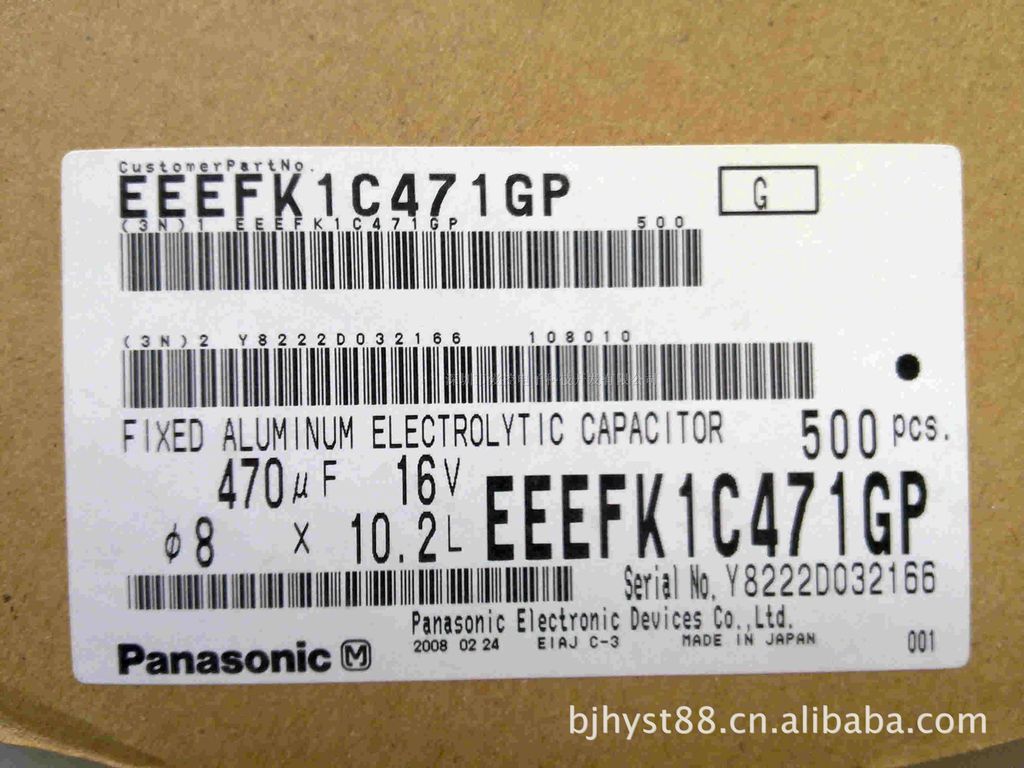 CustomerPartNo.
EEEFK1C471GP
G
(3N)1 EEEFK1C471GP 500
(3N)2 Y8222D032166 108010
FIXED ALUMINUM ELECTROLYTIC CAPACITOR 500 pcs.
470μF 16V
EEEFK1C471GP
φ8 × 10.2L
Serial No. Y8222D032166
Panasonic Electronic Devices Co.,Ltd.
2008 02 24 EIAJ C-3 MADE IN JAPAN 001
Panasonic M
bjhyst88.cn.alibaba.com